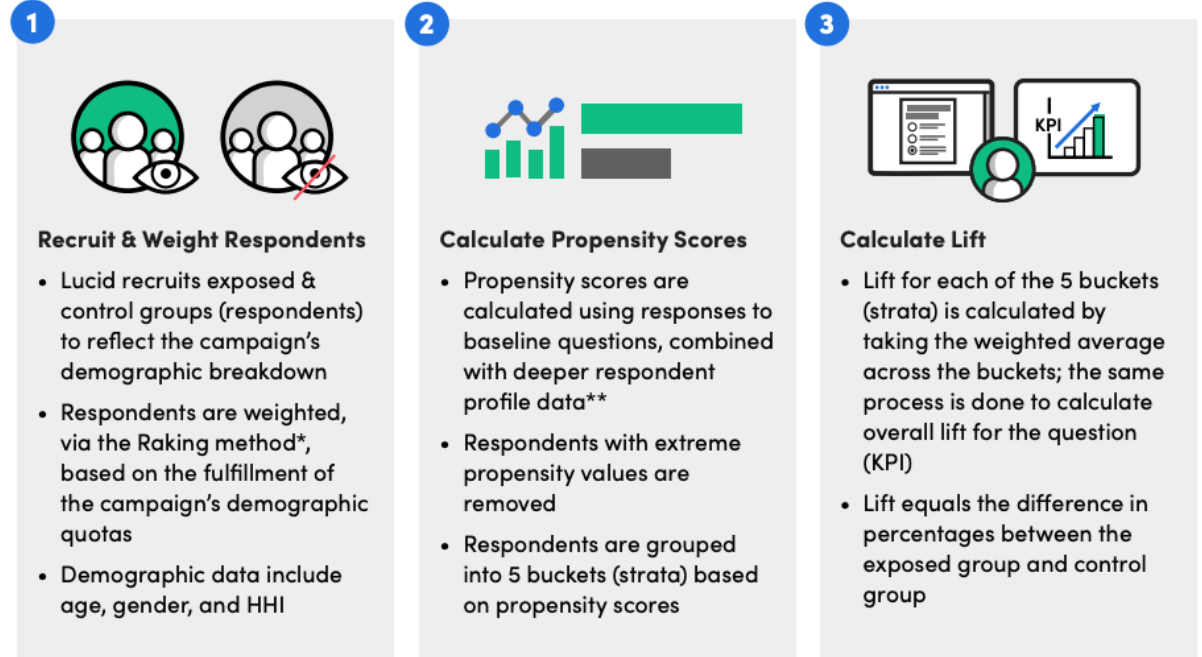 1
Recruit & Weight Respondents
• Lucid recruits exposed &
control groups (respondents)
to reflect the campaign's
demographic breakdown
• Respondents are weighted,
via the Raking method*,
based on the fulfillment of
the campaign's demographic
quotas
• Demographic data include
age, gender, and HHI
2
Calculate Propensity Scores
• Propensity scores are
calculated using responses to
baseline questions, combined
with deeper respondent
profile data**
• Respondents with extreme
propensity values are
removed
• Respondents are grouped
into 5 buckets (strata) based
on propensity scores
3
I
KPI
Calculate Lift
• Lift for each of the 5 buckets
(strata) is calculated by
taking the weighted average
across the buckets; the same
process is done to calculate
overall lift for the question
(KPI)
• Lift equals the difference in
percentages between the
exposed group and control
group